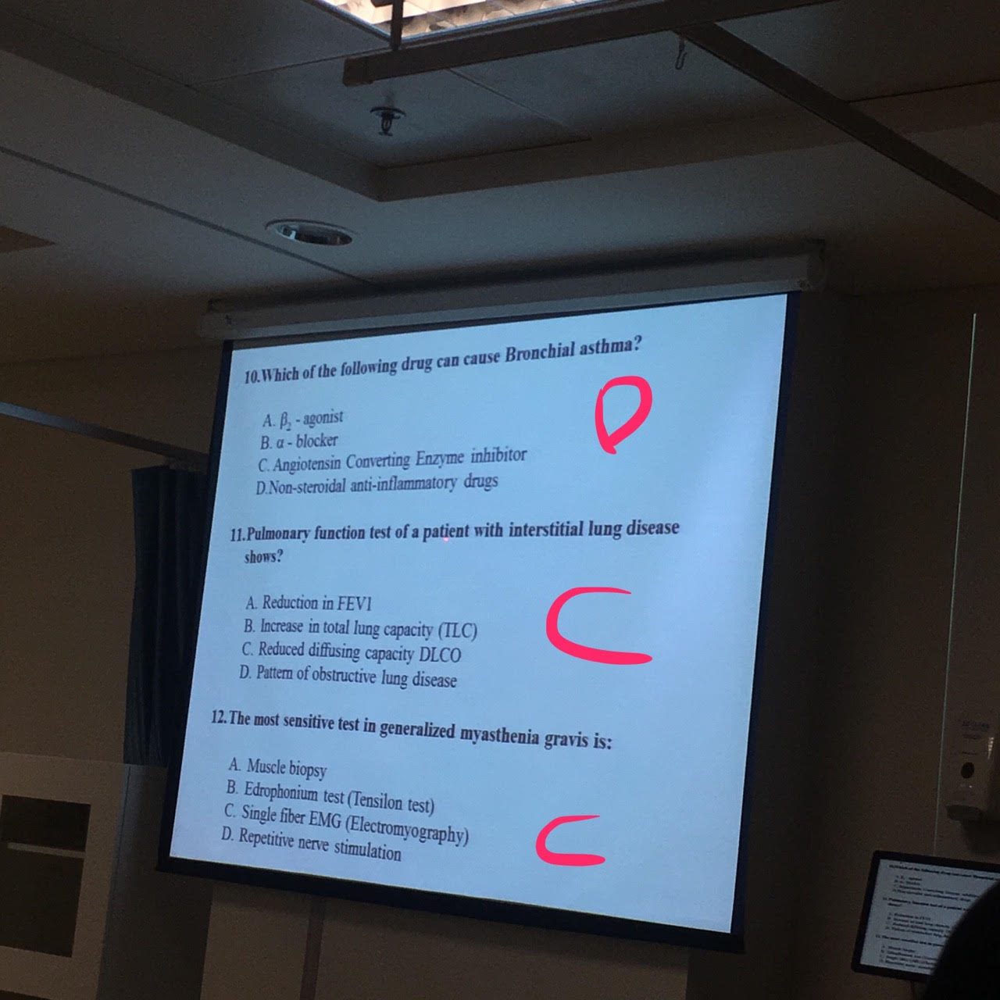 10.Which of the following drug can cause Bronchial asthma?
A. β₂ - agonist
B. α - blocker
C. Angiotensin Converting Enzyme inhibitor
D.Non-steroidal anti-inflammatory drugs
D
11.Pulmonary function test of a patient with interstitial lung disease
shows?
A. Reduction in FEV1
B. Increase in total lung capacity (TLC)
C. Reduced diffusing capacity DLCO
D. Pattern of obstructive lung disease
C
12.The most sensitive test in generalized myasthenia gravis is:
A. Muscle biopsy
B. Edrophonium test (Tensilon test)
C. Single fiber EMG (Electromyography)
D. Repetitive nerve stimulation
C